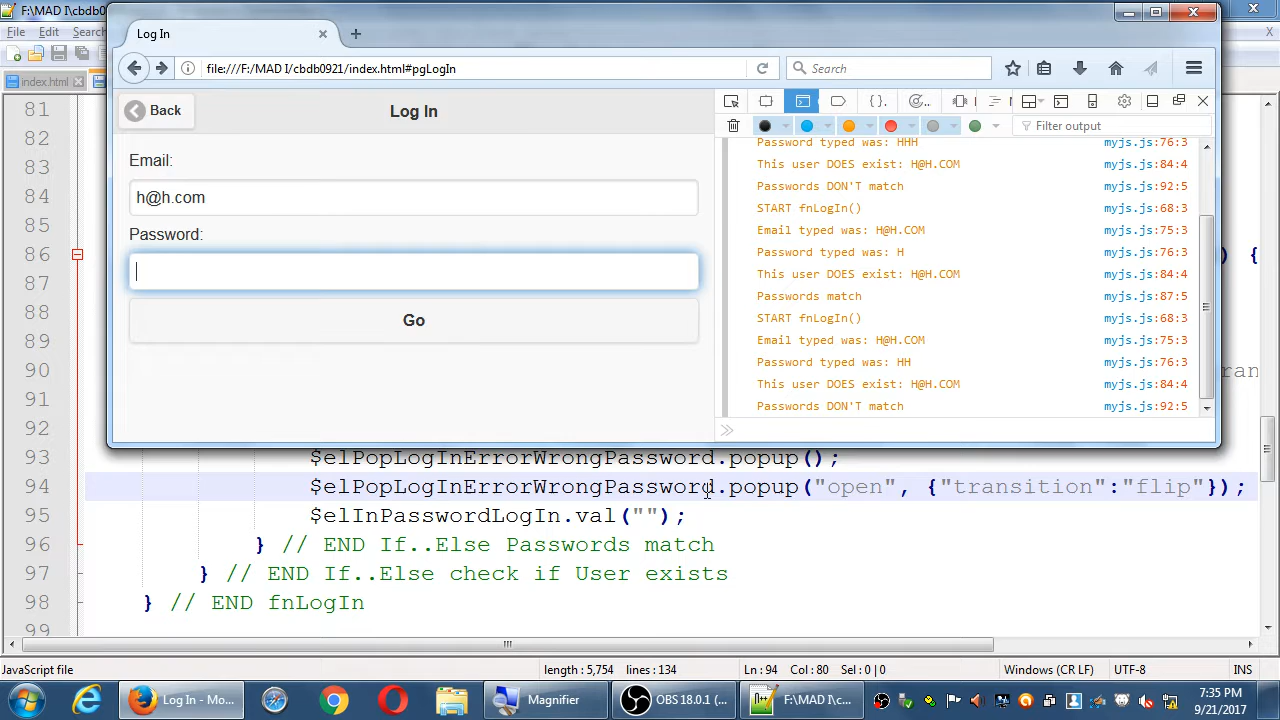 F:\MAD I\cbdb0
File Edit Search
index.html
Log In
file:///F:/MAD I/cbdb0921/index.html#pgLogIn
Search
Back
Log In
Email:
h@h.com
Password:
Go
Filter output
Password typed was: HHH myjs.js:76:3
This user DOES exist: H@H.COM myjs.js:84:4
Passwords DON'T match myjs.js:92:5
START fnLogIn() myjs.js:68:3
Email typed was: H@H.COM myjs.js:75:3
Password typed was: H myjs.js:76:3
This user DOES exist: H@H.COM myjs.js:84:4
Passwords match myjs.js:87:5
START fnLogIn() myjs.js:68:3
Email typed was: H@H.COM myjs.js:75:3
Password typed was: HH myjs.js:76:3
This user DOES exist: H@H.COM myjs.js:84:4
Passwords DON'T match myjs.js:92:5
81
82
83
84
85
86 ) {
87
88
89
90 ran
91
92
93 $elPopLogInErrorWrongPassword.popup();
94 $elPopLogInErrorWrongPassword.popup("open", {"transition":"flip"});
95 $elInPasswordLogIn.val("");
96 } // END If..Else Passwords match
97 } // END If..Else check if User exists
98 } // END fnLogIn
99
JavaScript file length : 5,754 lines : 134 Ln : 94 Col : 80 Sel : 0 | 0 Windows (CR LF) UTF-8 INS
Log In - Mo...
Magnifier
OBS 18.0.1 (...
F:\MAD I\c...
7:35 PM
9/21/2017